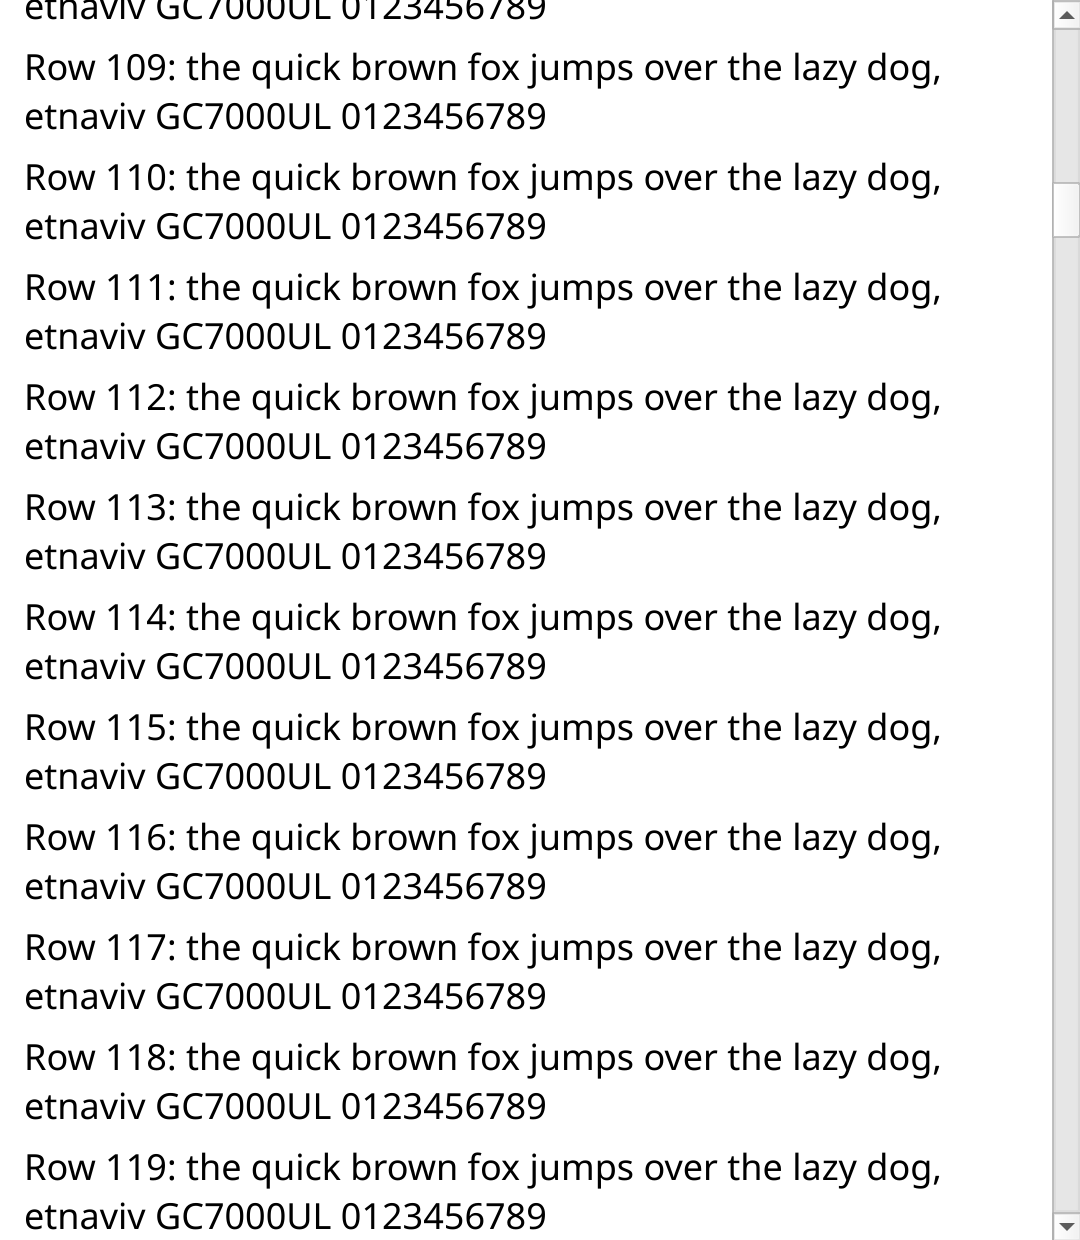 etnaviv GC7000UL 0123456789
Row 109: the quick brown fox jumps over the lazy dog,
etnaviv GC7000UL 0123456789
Row 110: the quick brown fox jumps over the lazy dog,
etnaviv GC7000UL 0123456789
Row 111: the quick brown fox jumps over the lazy dog,
etnaviv GC7000UL 0123456789
Row 112: the quick brown fox jumps over the lazy dog,
etnaviv GC7000UL 0123456789
Row 113: the quick brown fox jumps over the lazy dog,
etnaviv GC7000UL 0123456789
Row 114: the quick brown fox jumps over the lazy dog,
etnaviv GC7000UL 0123456789
Row 115: the quick brown fox jumps over the lazy dog,
etnaviv GC7000UL 0123456789
Row 116: the quick brown fox jumps over the lazy dog,
etnaviv GC7000UL 0123456789
Row 117: the quick brown fox jumps over the lazy dog,
etnaviv GC7000UL 0123456789
Row 118: the quick brown fox jumps over the lazy dog,
etnaviv GC7000UL 0123456789
Row 119: the quick brown fox jumps over the lazy dog,
etnaviv GC7000UL 0123456789